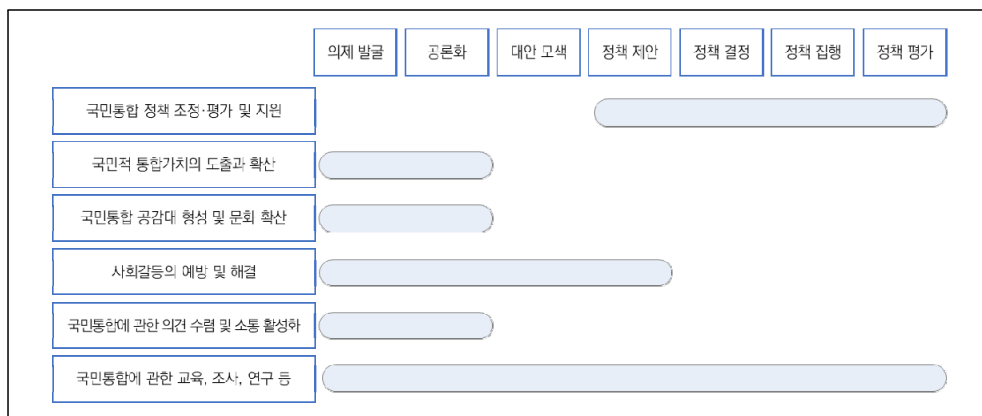 의제 발굴
공론화
대안 모색
정책 제안
정책 결정
정책 집행
정책 평가
국민통합 정책 조정·평가 및 지원
국민적 통합가치의 도출과 확산
국민통합 공감대 형성 및 문화 확산
사회갈등의 예방 및 해결
국민통합에 관한 의견 수렴 및 소통 활성화
국민통합에 관한 교육, 조사, 연구 등